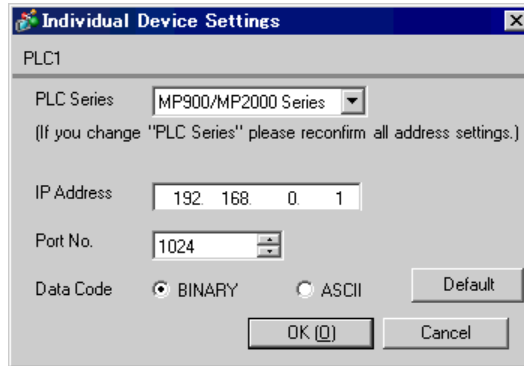 Individual Device Settings
PLC1
PLC Series MP900/MP2000 Series
(If you change "PLC Series" please reconfirm all address settings.)
IP Address 192. 168. 0. 1
Port No. 1024
Data Code BINARY ASCII Default
OK (O) Cancel